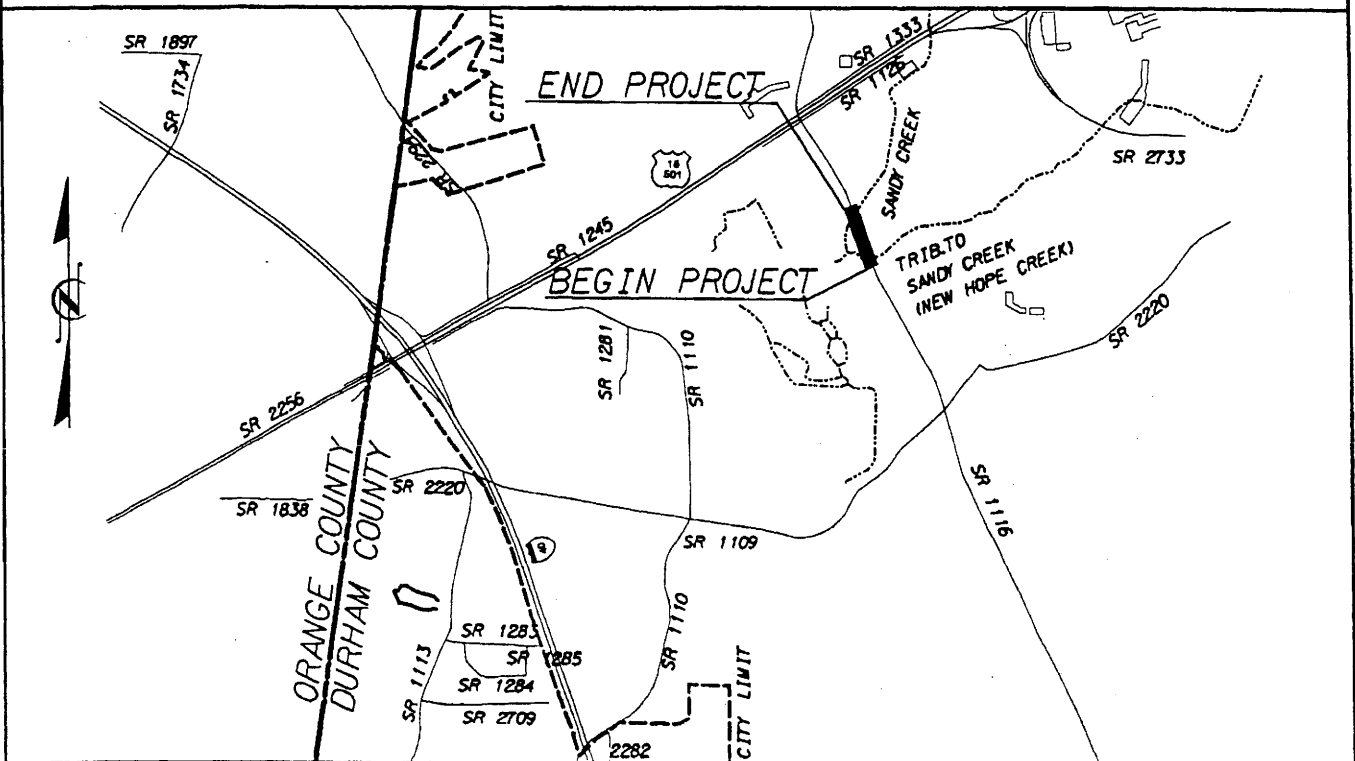 SR 1897
SR 1734
CITY LIMIT
SR 2294
END PROJECT
SR 1333
SR 1126
SANDY CREEK
SR 2733
15
501
SR 1245
BEGIN PROJECT
TRIB.TO
SANDY CREEK
(NEW HOPE CREEK)
SR 2220
SR 1281
SR 1110
SR 2256
ORANGE COUNTY
DURHAM COUNTY
SR 2220
SR 1838
SR 1109
SR 1116
40
SR 1110
SR 1113
SR 1283
SR 1285
SR 1284
SR 2709
CITY LIMIT
2282